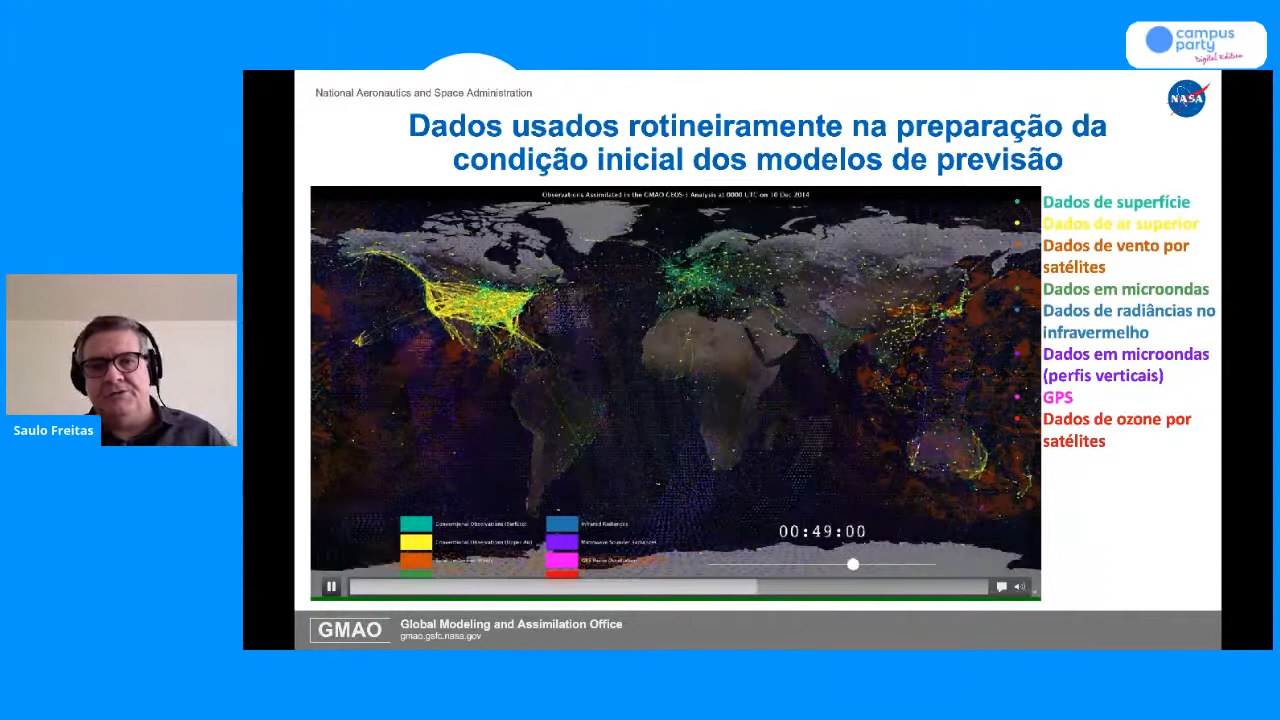 campus
party
Digital Edition
National Aeronautics and Space Administration
NASA
Dados usados rotineiramente na preparação da
condição inicial dos modelos de previsão
Observations Assimilated in the GMAO GEOS-5 Analysis at 0000 UTC on 10 Dec 2014
Dados de superfície
Dados de ar superior
Dados de vento por
satélites
Dados em microondas
Dados de radiâncias no
infravermelho
Dados em microondas
(perfis verticais)
GPS
Dados de ozone por
satélites
Saulo Freitas
Conventional Observations (Surface)
Infrared Radiances
Conventional Observations (Upper Air)
Microwave Sounder Radiances
00:49:00
GMAO
Global Modeling and Assimilation Office
gmao.gsfc.nasa.gov